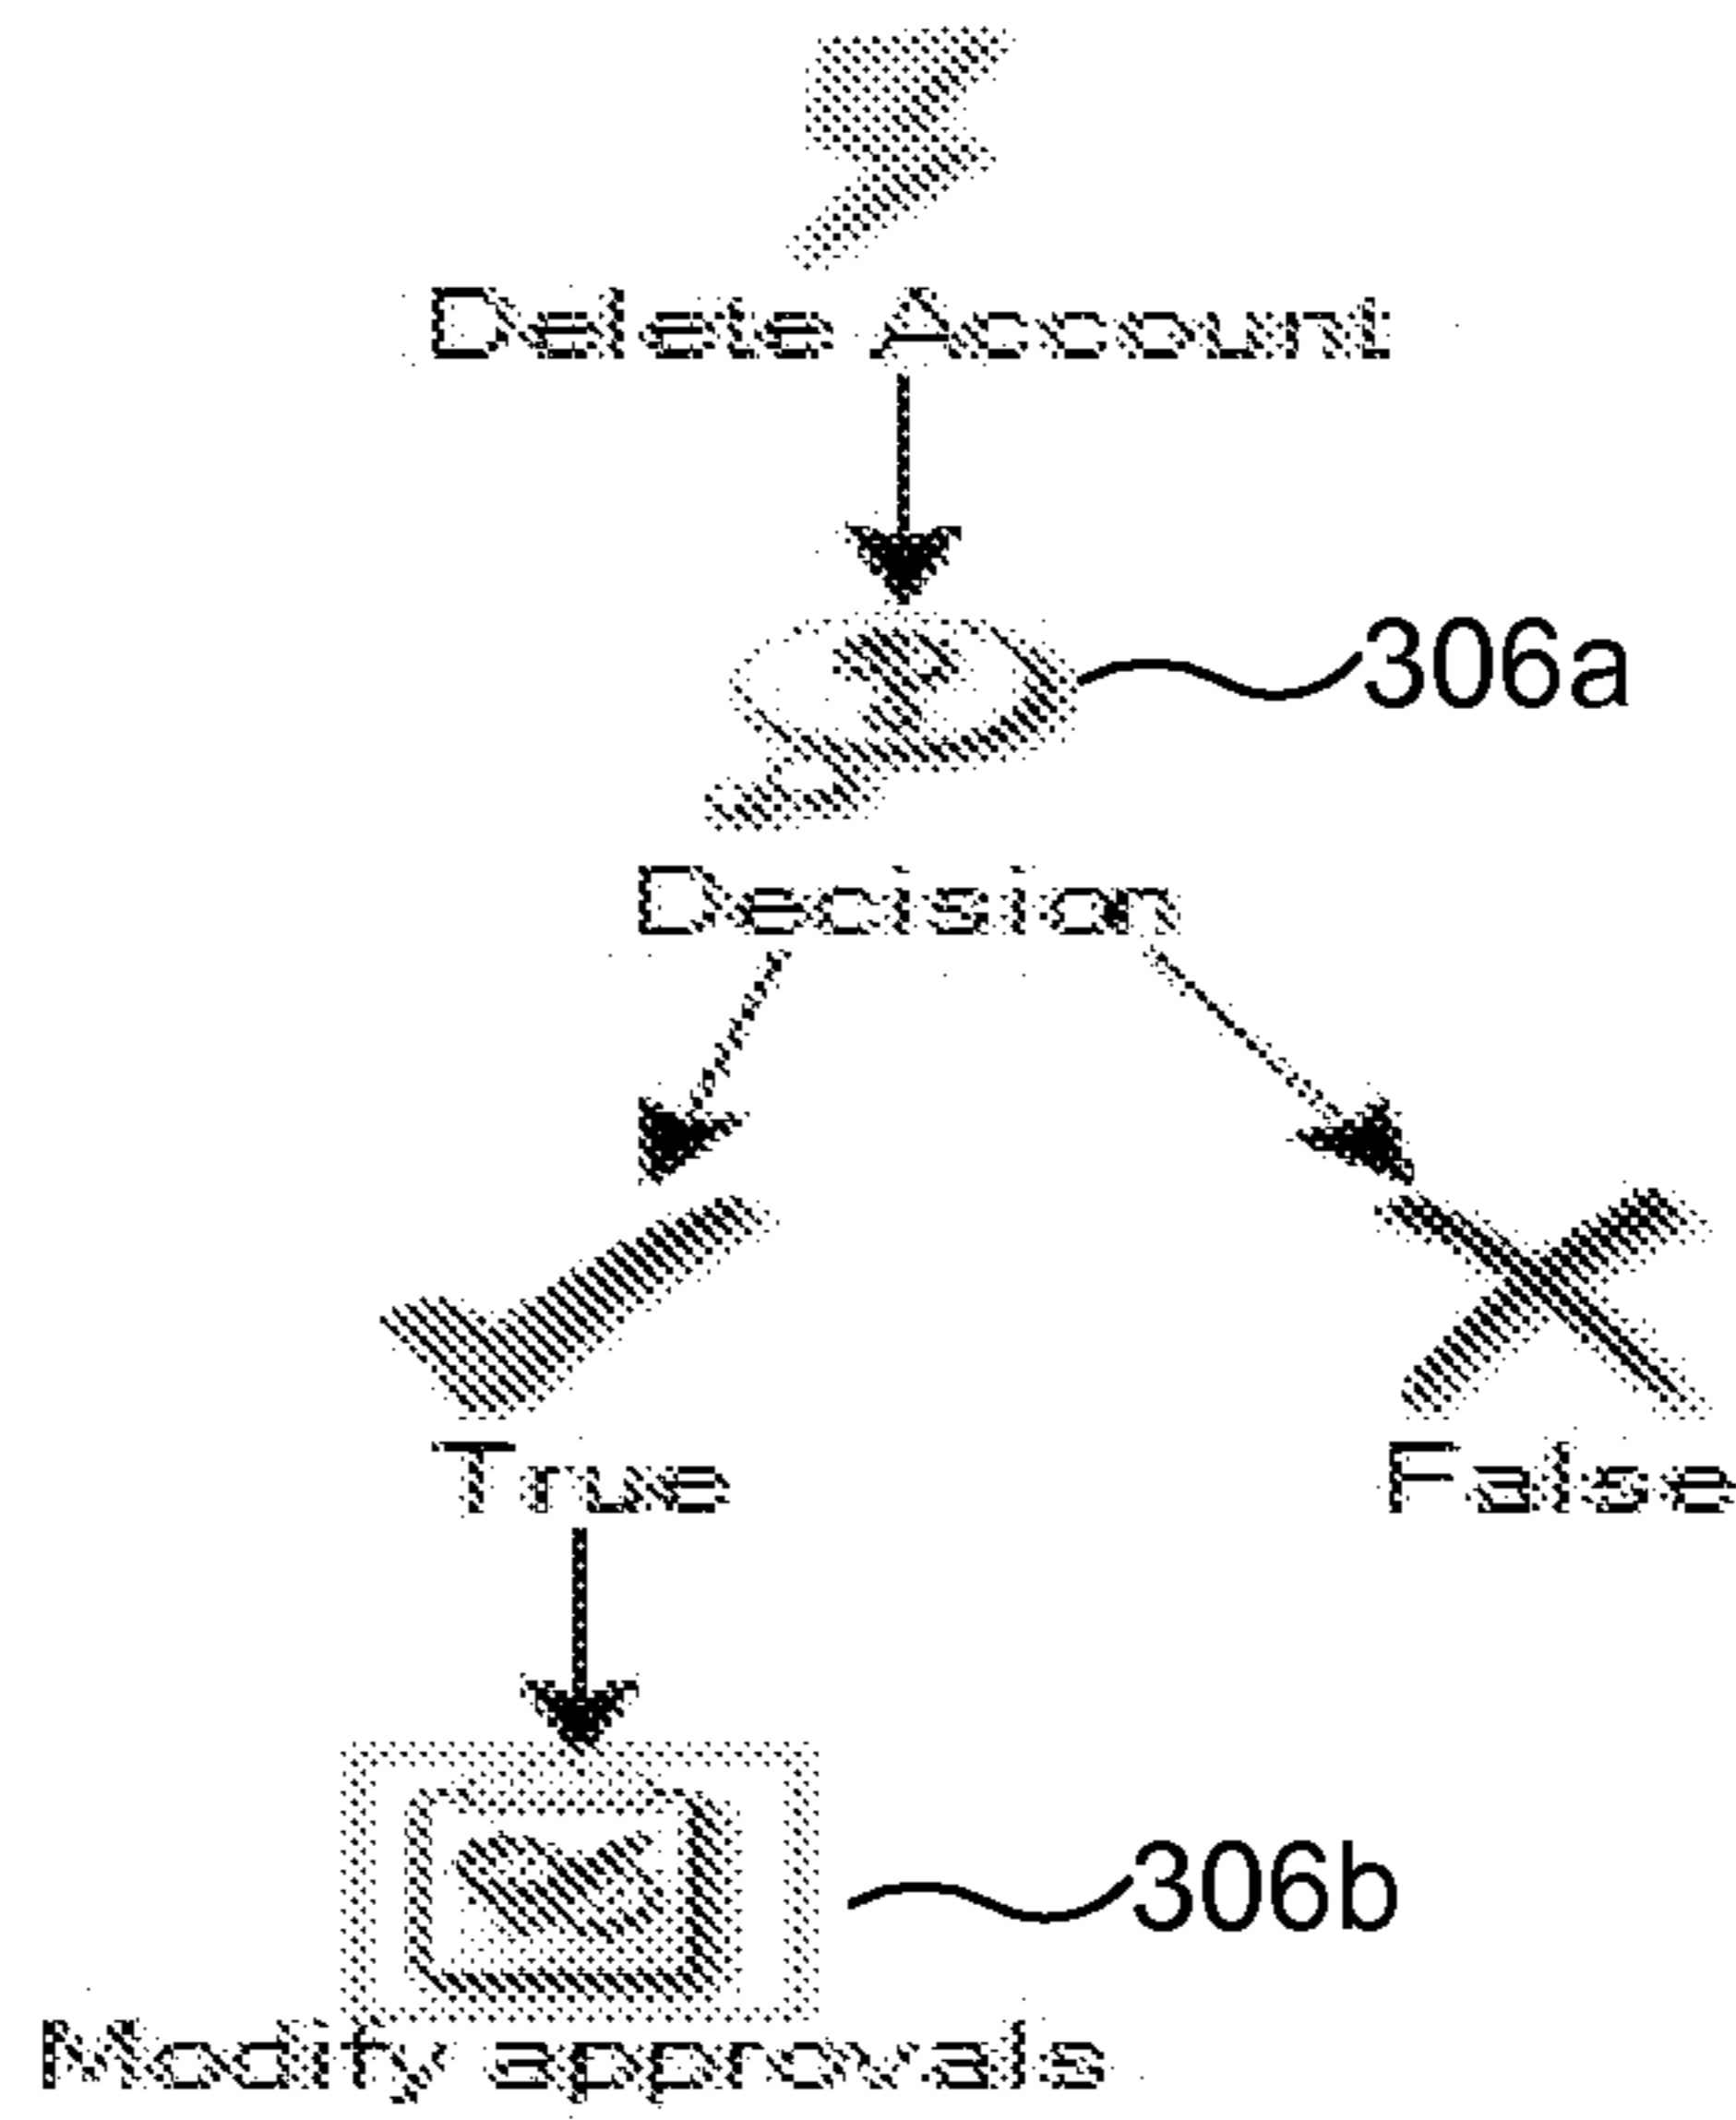 Delete Account
306a
Decision
True
False
306b
Modify approvals